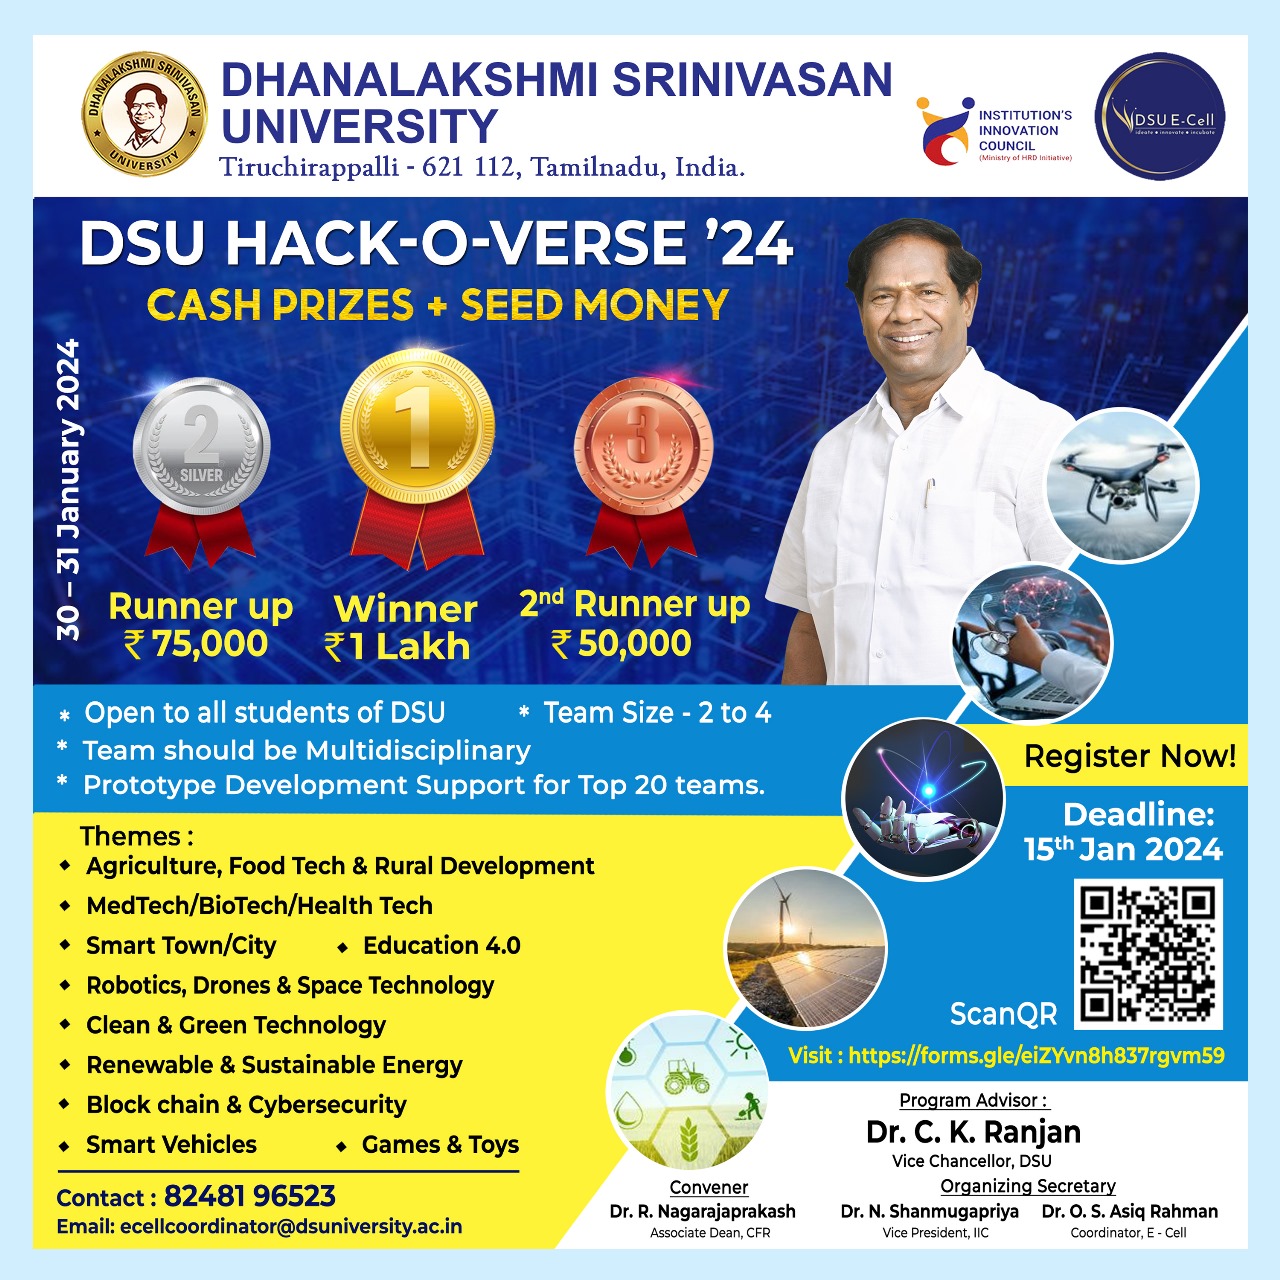 DHANALAKSHMI SRINIVASAN
UNIVERSITY
DHANALAKSHMI SRINIVASAN
UNIVERSITY
Tiruchirappalli - 621 112, Tamilnadu, India.
INSTITUTION'S
INNOVATION
COUNCIL
(Ministry of HRD Initiative)
DSU E-Cell
ideate • innovate • incubate
DSU HACK-O-VERSE ’24
CASH PRIZES + SEED MONEY
30 – 31 January 2024
2
SILVER
1
3
Runner up
₹ 75,000
Winner
₹ 1 Lakh
2nd Runner up
₹ 50,000
* Open to all students of DSU
* Team Size - 2 to 4
* Team should be Multidisciplinary
* Prototype Development Support for Top 20 teams.
Register Now!
Deadline:
15th Jan 2024
ScanQR
Visit : https://forms.gle/eiZYvn8h837rgvm59
Themes :
Agriculture, Food Tech & Rural Development
MedTech/BioTech/Health Tech
Smart Town/City
Education 4.0
Robotics, Drones & Space Technology
Clean & Green Technology
Renewable & Sustainable Energy
Block chain & Cybersecurity
Smart Vehicles
Games & Toys
Contact : 82481 96523
Email: ecellcoordinator@dsuniversity.ac.in
Program Advisor :
Dr. C. K. Ranjan
Vice Chancellor, DSU
Convener
Dr. R. Nagarajaprakash
Associate Dean, CFR
Organizing Secretary
Dr. N. Shanmugapriya
Vice President, IIC
Dr. O. S. Asiq Rahman
Coordinator, E - Cell